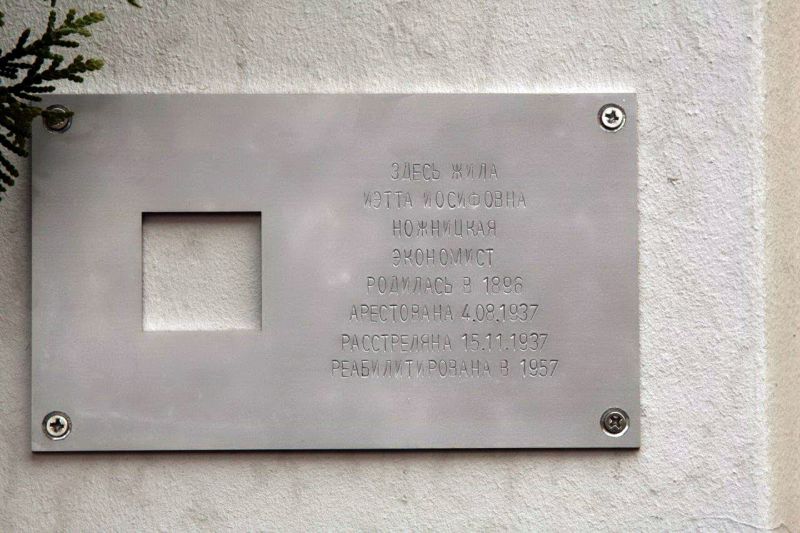 ЗДЕСЬ ЖИЛА
ИЭТТА ИОСИФОВНА
НОЖНИЦКАЯ
ЭКОНОМИСТ
РОДИЛАСЬ В 1896
АРЕСТОВАНА 4.08.1937
РАССТРЕЛЯНА 15.11.1937
РЕАБИЛИТИРОВАНА В 1957